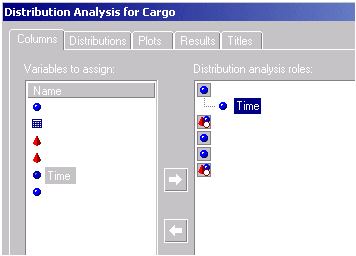 Distribution Analysis for Cargo
Columns Distributions Plots Results Titles
Variables to assign: Distribution analysis roles:
Name
Time
Time